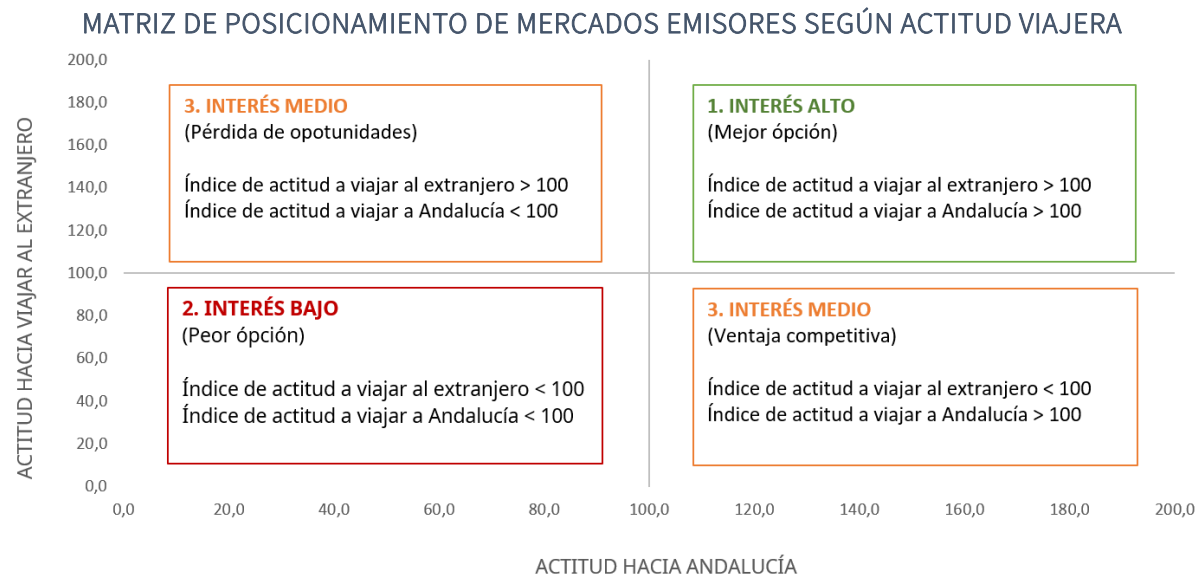 MATRIZ DE POSICIONAMIENTO DE MERCADOS EMISORES SEGÚN ACTITUD VIAJERA
ACTITUD HACIA VIAJAR AL EXTRANJERO
200,0
180,0
160,0
140,0
120,0
100,0
80,0
60,0
40,0
20,0
0,0
3. INTERÉS MEDIO
(Pérdida de opotunidades)
Índice de actitud a viajar al extranjero > 100
Índice de actitud a viajar a Andalucía < 100
1. INTERÉS ALTO
(Mejor ópción)
Índice de actitud a viajar al extranjero > 100
Índice de actitud a viajar a Andalucía > 100
2. INTERÉS BAJO
(Peor ópción)
Índice de actitud a viajar al extranjero < 100
Índice de actitud a viajar a Andalucía < 100
3. INTERÉS MEDIO
(Ventaja competitiva)
Índice de actitud a viajar al extranjero < 100
Índice de actitud a viajar a Andalucía > 100
0,0 20,0 40,0 60,0 80,0 100,0 120,0 140,0 160,0 180,0 200,0
ACTITUD HACIA ANDALUCÍA